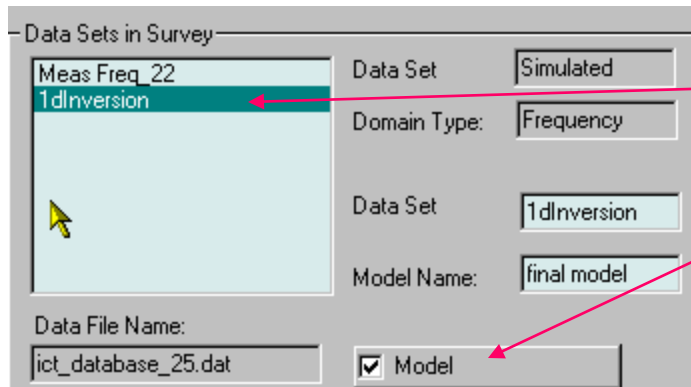 Data Sets in Survey
Meas Freq_22
1dInversion
Data Set
Simulated
Domain Type:
Frequency
Data Set
1dInversion
Model Name:
final model
Data File Name:
ict_database_25.dat
Model